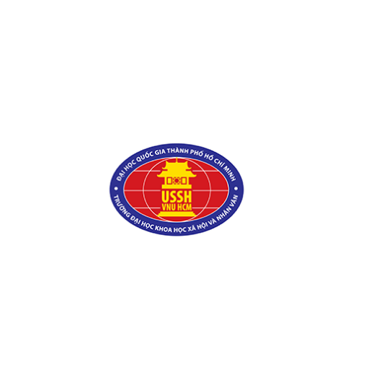 ĐẠI HỌC QUỐC GIA THÀNH PHỐ HỒ CHÍ MINH
USSH
VNU HCM
TRƯỜNG ĐẠI HỌC KHOA HỌC XÃ HỘI VÀ NHÂN VĂN